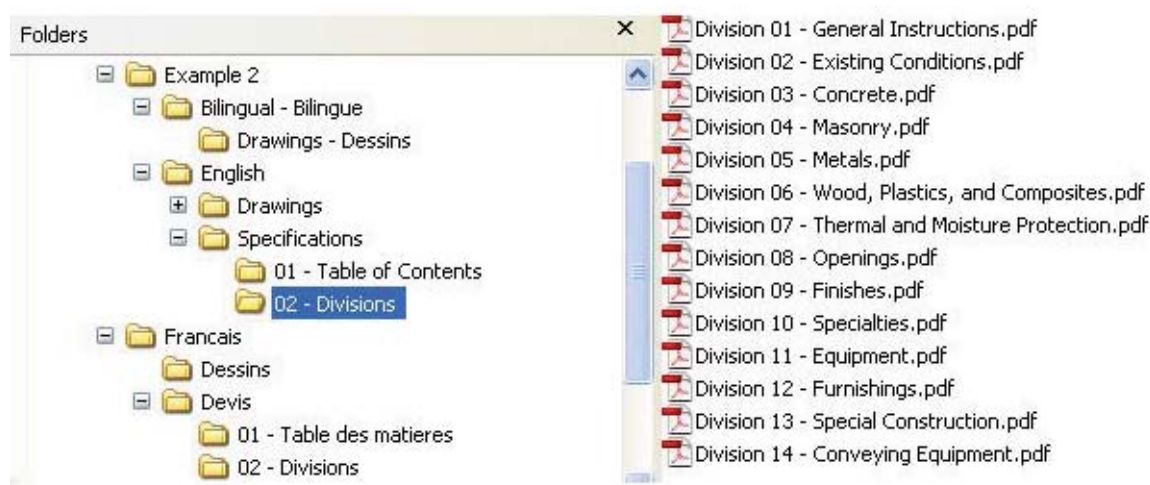 Folders
Example 2
Bilingual - Bilingue
Drawings - Dessins
English
Drawings
Specifications
01 - Table of Contents
02 - Divisions
Francais
Dessins
Devis
01 - Table des matieres
02 - Divisions
Division 01 - General Instructions.pdf
Division 02 - Existing Conditions.pdf
Division 03 - Concrete.pdf
Division 04 - Masonry.pdf
Division 05 - Metals.pdf
Division 06 - Wood, Plastics, and Composites.pdf
Division 07 - Thermal and Moisture Protection.pdf
Division 08 - Openings.pdf
Division 09 - Finishes.pdf
Division 10 - Specialties.pdf
Division 11 - Equipment.pdf
Division 12 - Furnishings.pdf
Division 13 - Special Construction.pdf
Division 14 - Conveying Equipment.pdf